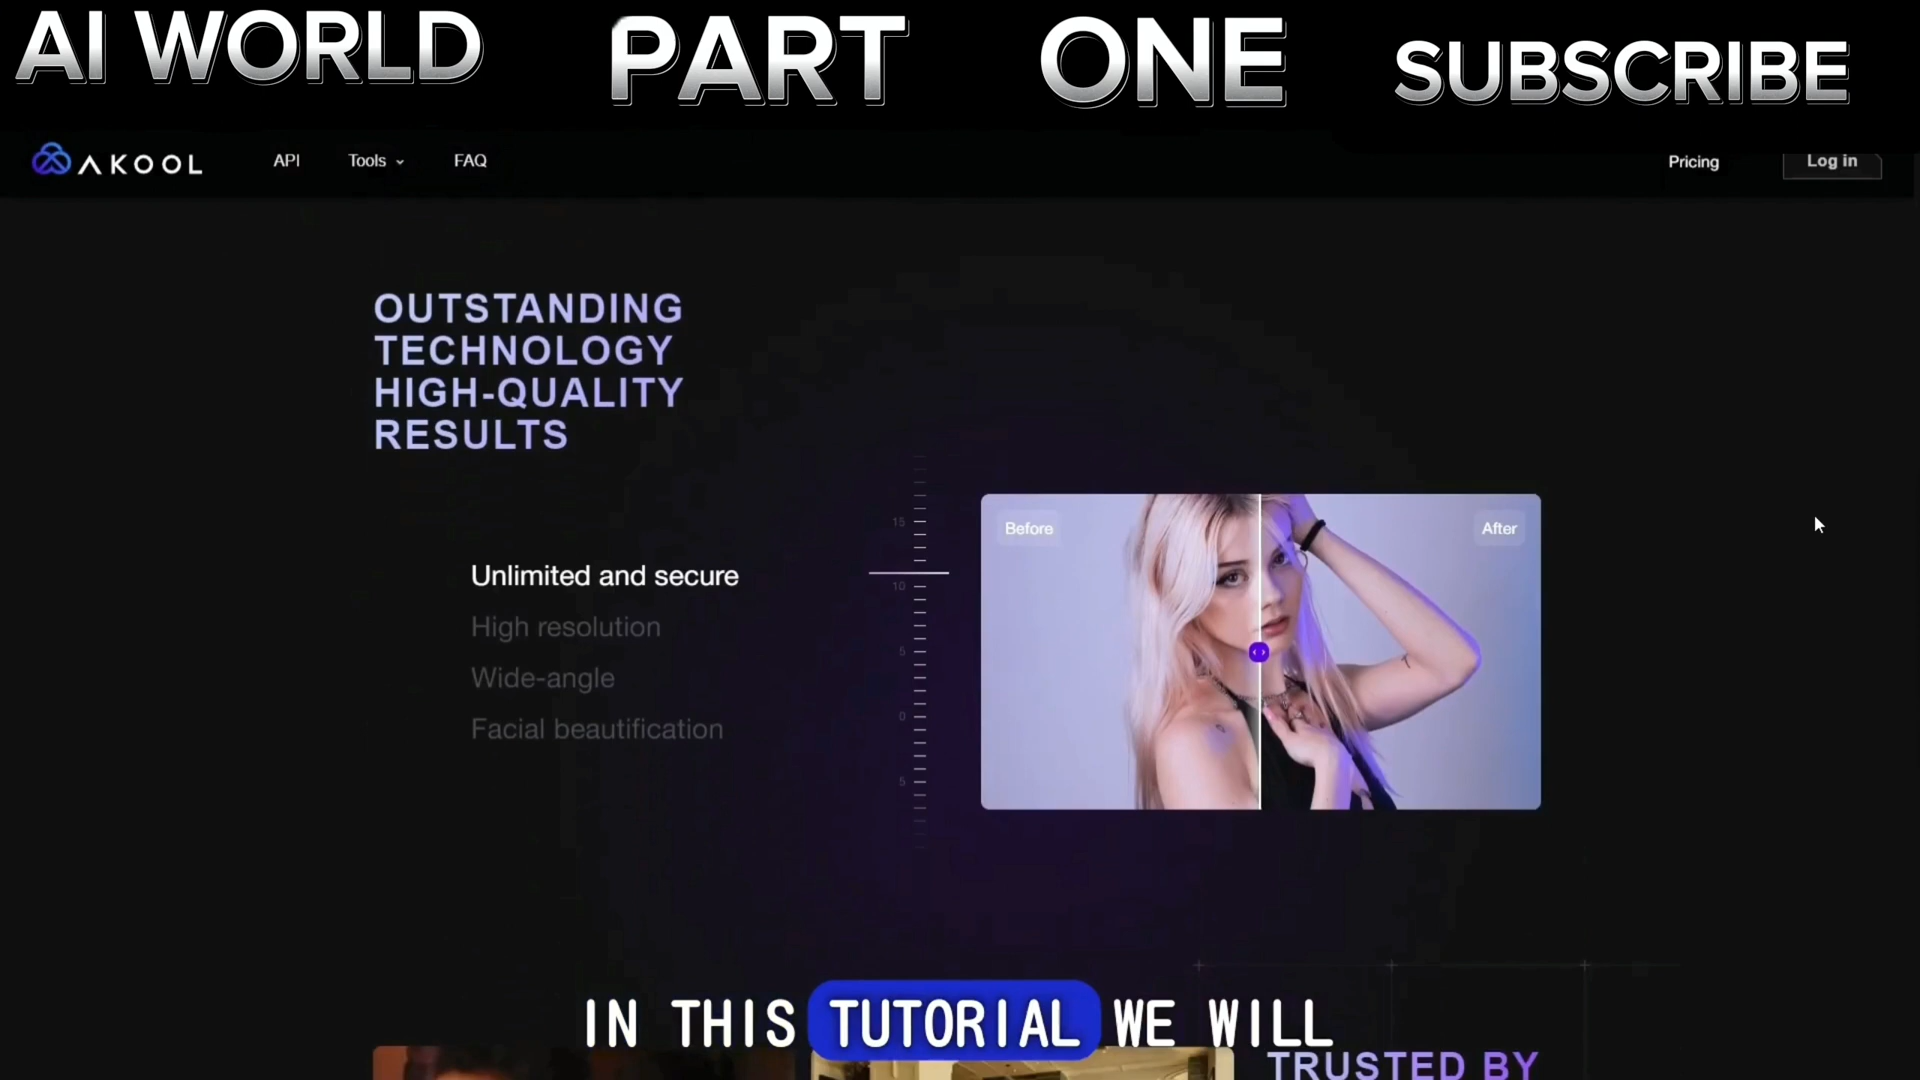 AI WORLD PART ONE SUBSCRIBE
AKOOL API Tools FAQ Pricing Log in
OUTSTANDING
TECHNOLOGY
HIGH-QUALITY
RESULTS
Unlimited and secure
High resolution
Wide-angle
Facial beautification
15
10
5
0
5
Before After
IN THIS TUTORIAL WE WILL
TRUSTED BY